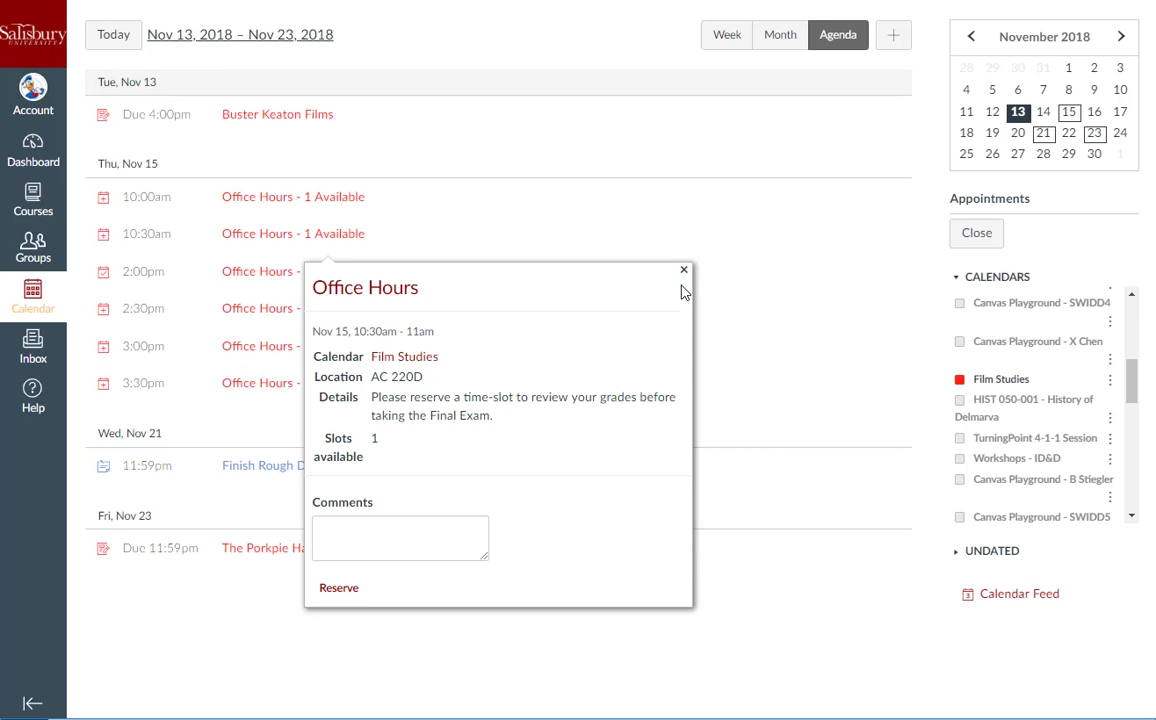 Salisbury
UNIVERSITY
Account
Dashboard
Courses
Groups
Calendar
Inbox
Help
Today
Nov 13, 2018 – Nov 23, 2018
Week
Month
Agenda
Tue, Nov 13
Due 4:00pm Buster Keaton Films
Thu, Nov 15
10:00am Office Hours - 1 Available
10:30am Office Hours - 1 Available
2:00pm Office Hours -
2:30pm Office Hours -
3:00pm Office Hours -
3:30pm Office Hours -
Wed, Nov 21
11:59pm Finish Rough D
Fri, Nov 23
Due 11:59pm The Porkpie Ha
Office Hours
Nov 15, 10:30am - 11am
Calendar Film Studies
Location AC 220D
Details Please reserve a time-slot to review your grades before
taking the Final Exam.
Slots 1
available
Comments
Reserve
November 2018
28 29 30 31 1 2 3
4 5 6 7 8 9 10
11 12 13 14 15 16 17
18 19 20 21 22 23 24
25 26 27 28 29 30 1
Appointments
Close
CALENDARS
Canvas Playground - SWIDD4
Canvas Playground - X Chen
Film Studies
HIST 050-001 - History of
Delmarva
TurningPoint 4-1-1 Session
Workshops - ID&D
Canvas Playground - B Stiegler
Canvas Playground - SWIDD5
UNDATED
3 Calendar Feed